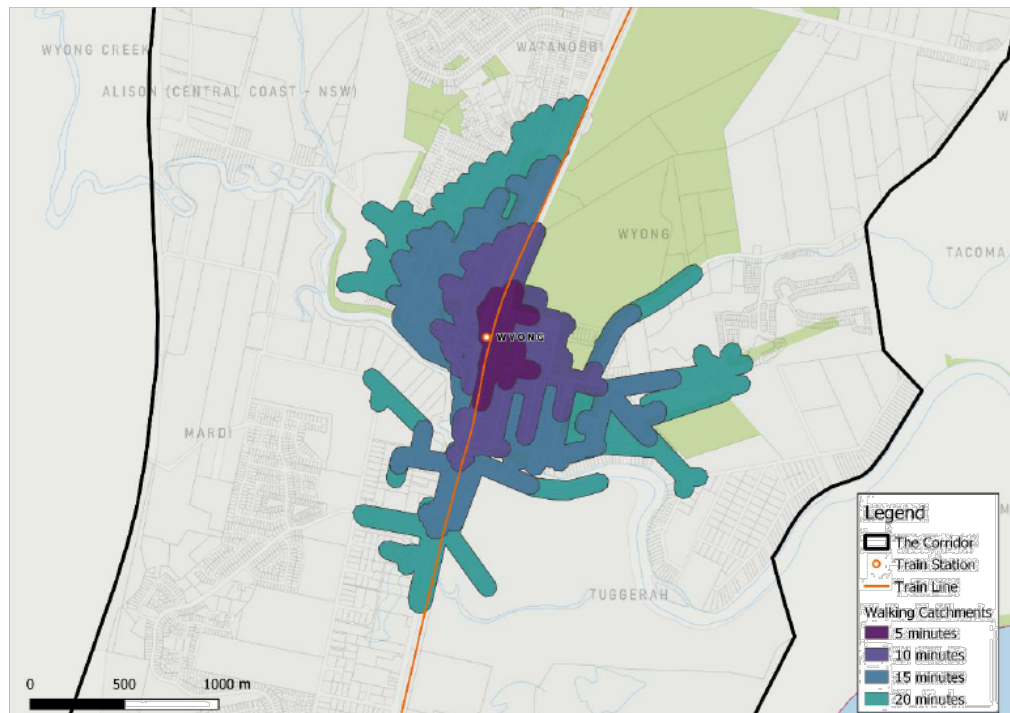 WATANOBBI
WYONG CREEK
ALISON (CENTRAL COAST - NSW)
WYONG
TACOMA
WYONG
MARDI
TUGGERAH
Legend
The Corridor
Train Station
Train Line
Walking Catchments
5 minutes
10 minutes
15 minutes
20 minutes
0 500 1000 m